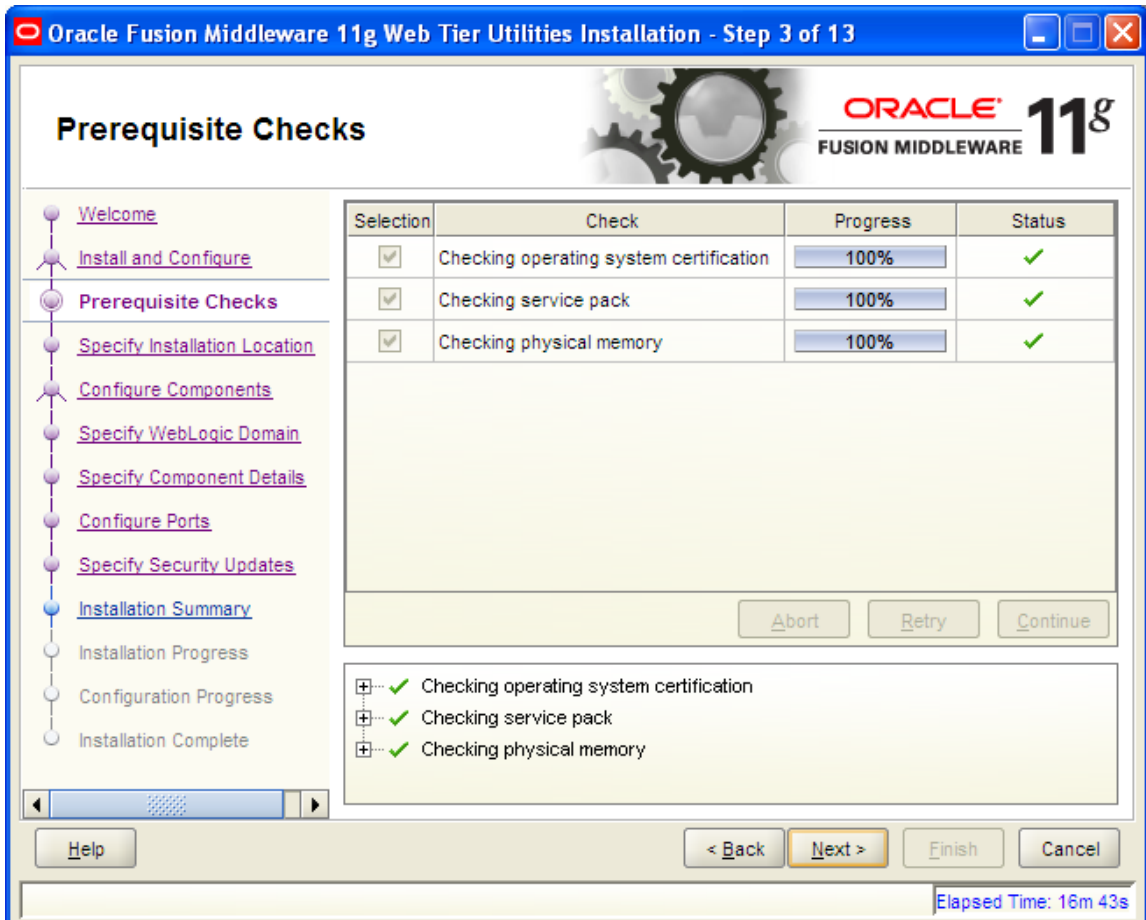 Oracle Fusion Middleware 11g Web Tier Utilities Installation - Step 3 of 13
Prerequisite Checks
ORACLE
FUSION MIDDLEWARE
11g
Welcome
Install and Configure
Prerequisite Checks
Specify Installation Location
Configure Components
Specify WebLogic Domain
Specify Component Details
Configure Ports
Specify Security Updates
Installation Summary
Installation Progress
Configuration Progress
Installation Complete
Selection Check Progress Status
Checking operating system certification 100%
Checking service pack 100%
Checking physical memory 100%
Abort Retry Continue
Checking operating system certification
Checking service pack
Checking physical memory
Help < Back Next > Finish Cancel
Elapsed Time: 16m 43s